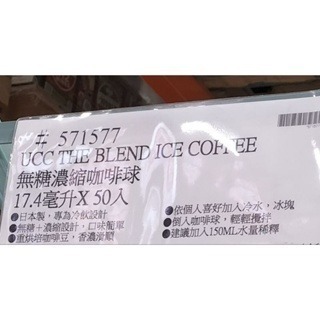 # 571577
UCC THE BLEND ICE COFFEE
無糖濃縮咖啡球
17.4毫升X 50入
●日本製，專為冷飲設計
●無糖＋濃縮設計，口味簡單
●重烘焙咖啡豆，香濃滑順
●依個人喜好加入冷水，冰塊
●倒入咖啡球，輕輕攪拌
●建議加入150ML水量稀釋